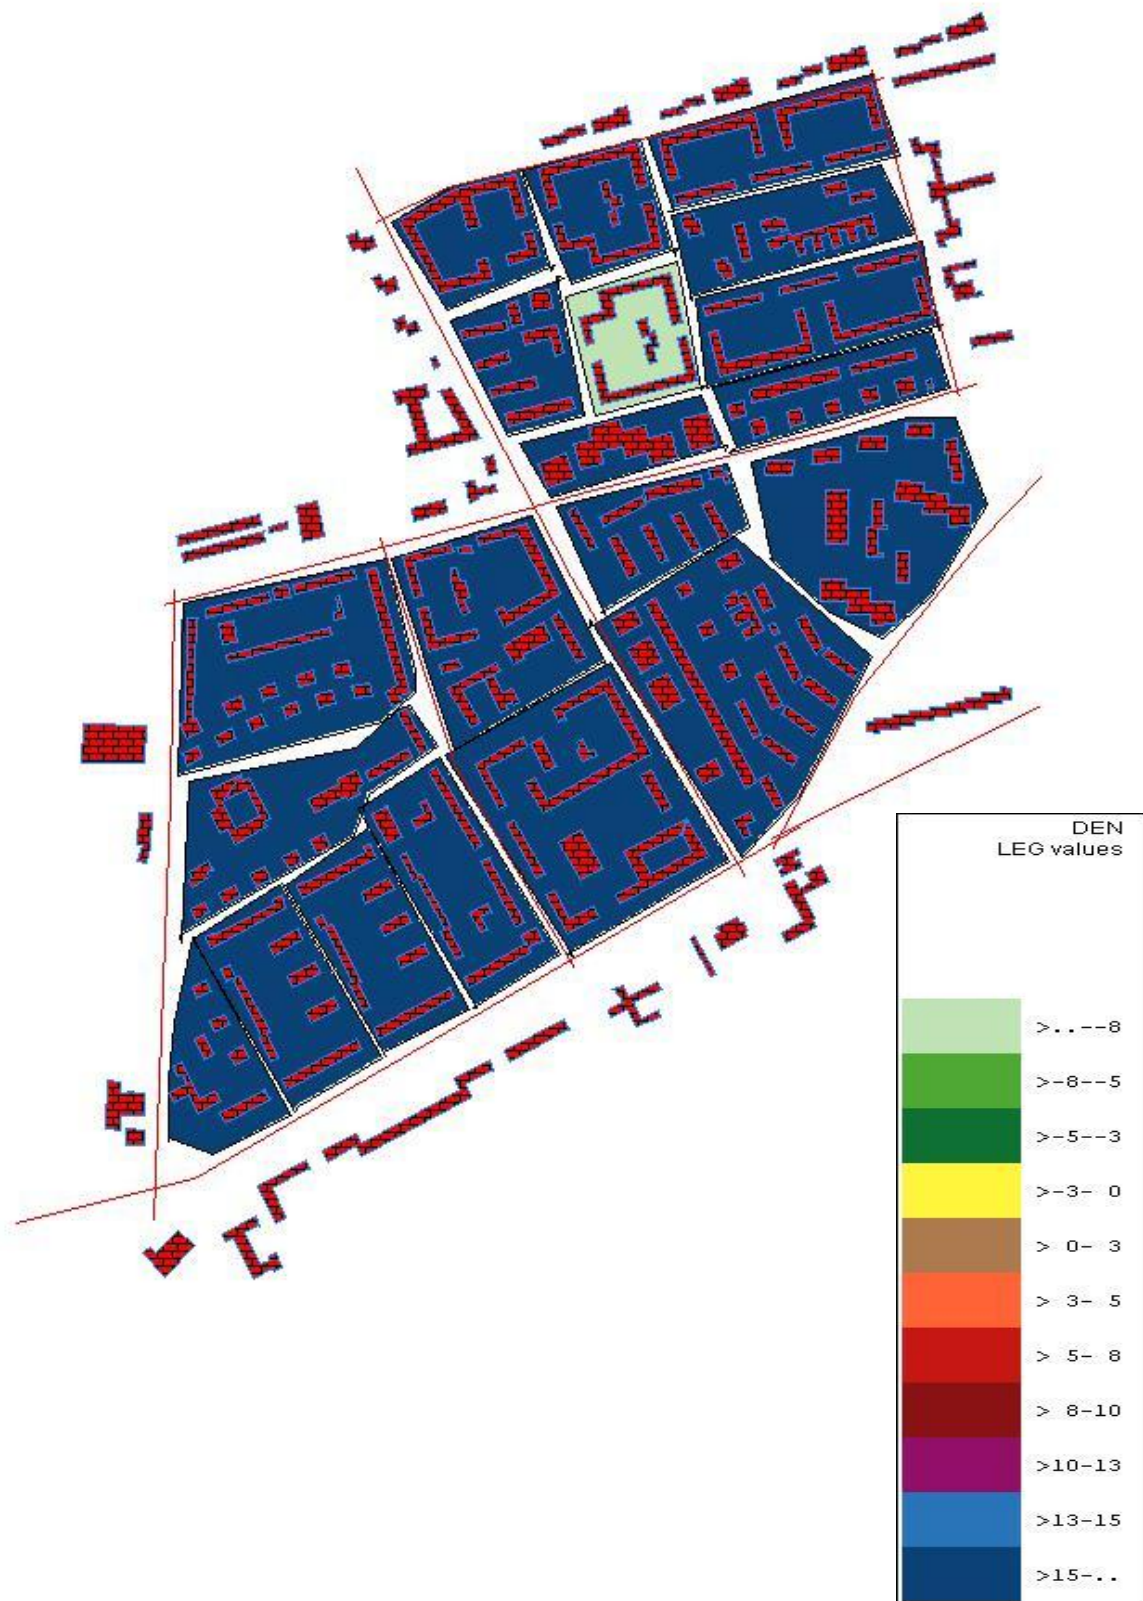 DEN
LEG values
>..--8
>-8--5
>-5--3
>-3- 0
> 0- 3
> 3- 5
> 5- 8
> 8-10
>10-13
>13-15
>15-..